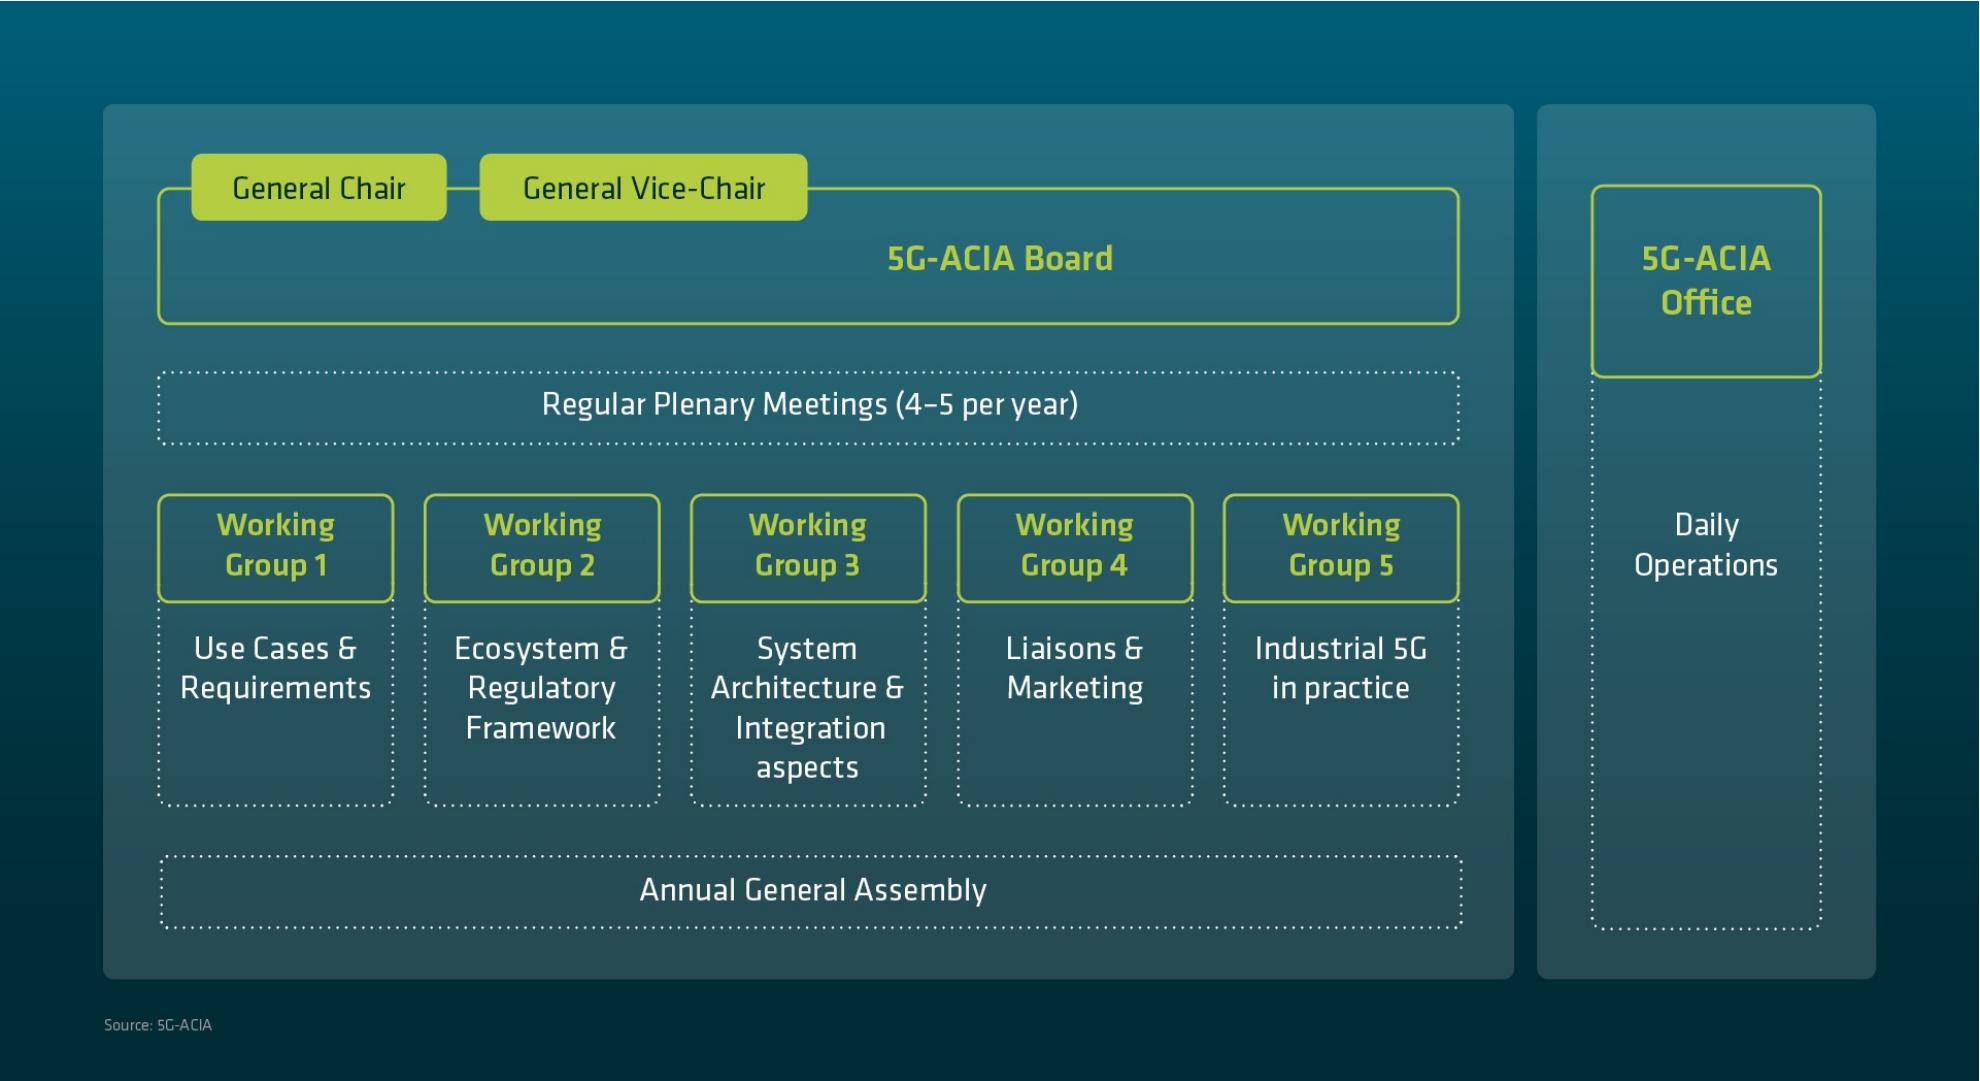 General Chair
General Vice-Chair
5G-ACIA Board
Regular Plenary Meetings (4–5 per year)
Working
Group 1
Use Cases &
Requirements
Working
Group 2
Ecosystem &
Regulatory
Framework
Working
Group 3
System
Architecture &
Integration
aspects
Working
Group 4
Liaisons &
Marketing
Working
Group 5
Industrial 5G
in practice
Annual General Assembly
5G-ACIA
Office
Daily
Operations
Source: 5G-ACIA